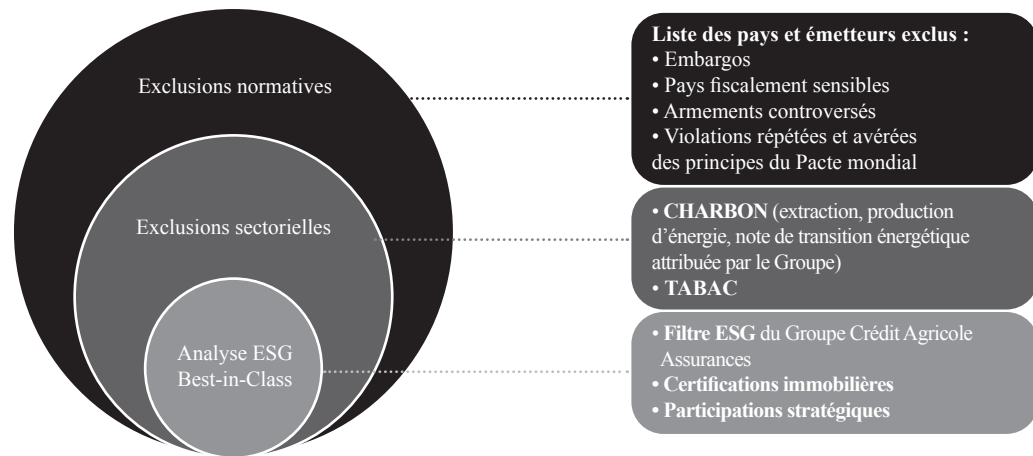 Exclusions normatives
Exclusions sectorielles
Analyse ESG
Best-in-Class
Liste des pays et émetteurs exclus :
• Embargos
• Pays fiscalement sensibles
• Armements controversés
• Violations répétées et avérées
des principes du Pacte mondial
• CHARBON (extraction, production
d'énergie, note de transition énergétique
attribuée par le Groupe)
• TABAC
• Filtre ESG du Groupe Crédit Agricole
Assurances
• Certifications immobilières
• Participations stratégiques